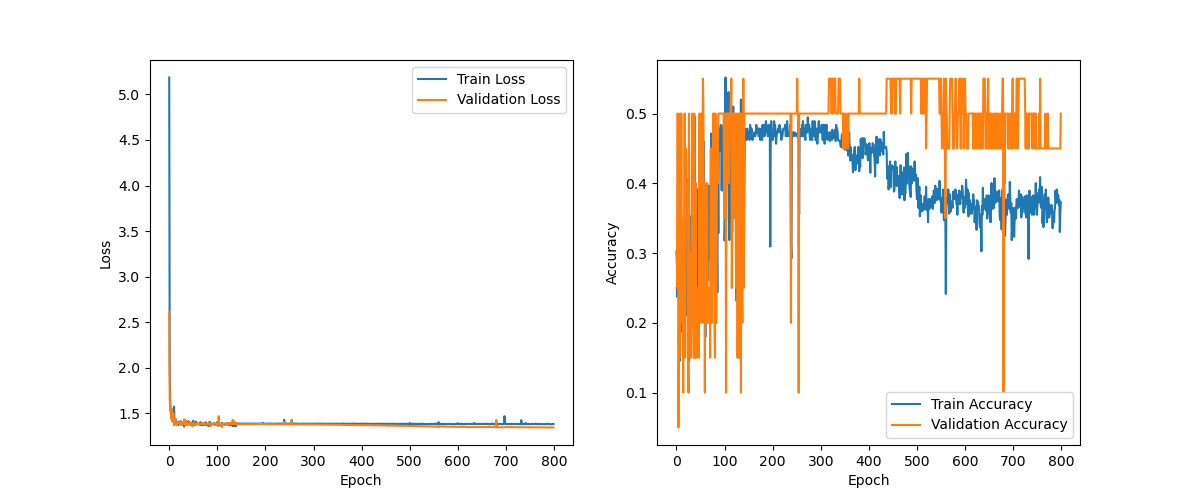 Train Loss
Validation Loss
5.0
4.5
4.0
3.5
3.0
2.5
2.0
1.5
Loss
0 100 200 300 400 500 600 700 800
Epoch
0.5
0.4
0.3
0.2
0.1
Accuracy
Train Accuracy
Validation Accuracy
0 100 200 300 400 500 600 700 800
Epoch